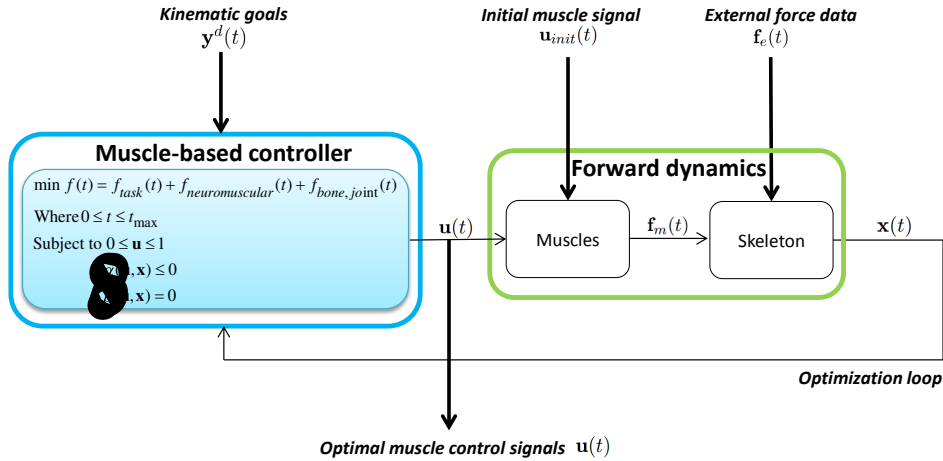 Kinematic goals
y^d(t)
Initial muscle signal
u_init(t)
External force data
f_e(t)
Muscle-based controller
min f(t) = f_task(t) + f_neuromuscular(t) + f_bone,joint(t)
Where 0 ≤ t ≤ t_max
Subject to 0 ≤ u ≤ 1
, x) ≤ 0
, x) = 0
u(t)
Forward dynamics
Muscles
f_m(t)
Skeleton
x(t)
Optimization loop
Optimal muscle control signals u(t)